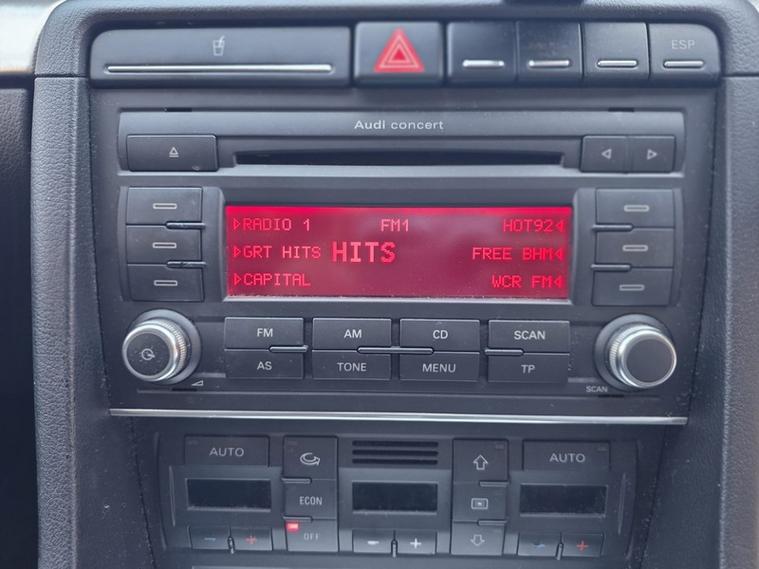 ESP
Audi concert
RADIO 1 FM1 HOT92
GRT HITS HITS FREE BHM
CAPITAL WCR FM
FM AM CD SCAN
AS TONE MENU TP
SCAN
AUTO AUTO
ECON
OFF